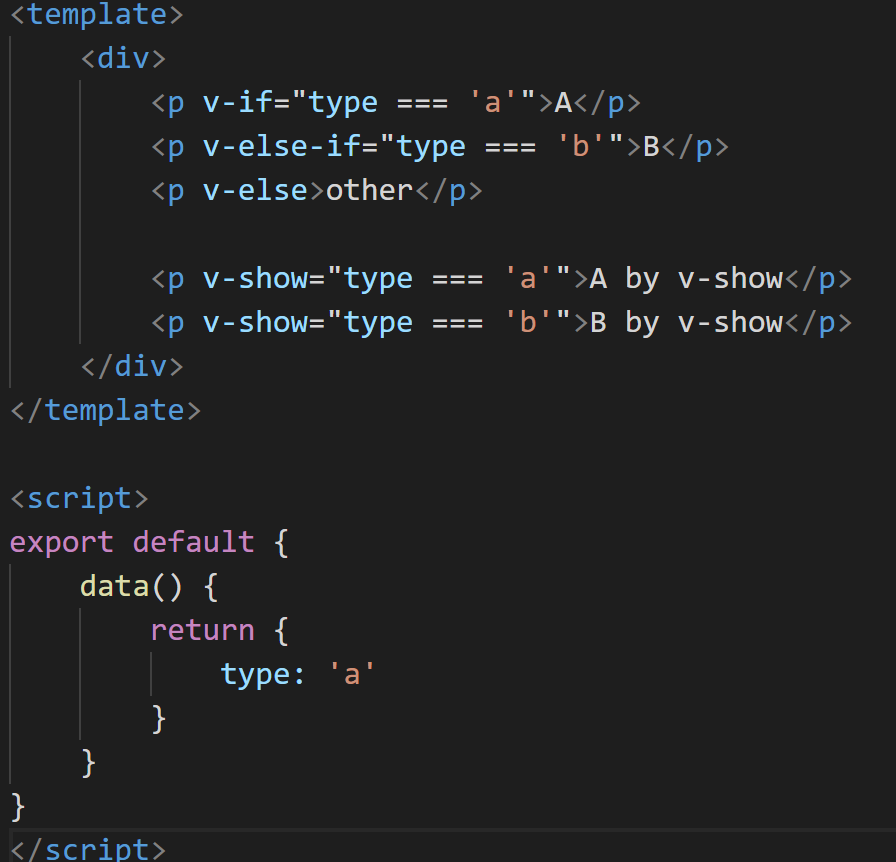 <template>
    <div>
        <p v-if="type === 'a'">A</p>
        <p v-else-if="type === 'b'">B</p>
        <p v-else>other</p>

        <p v-show="type === 'a'">A by v-show</p>
        <p v-show="type === 'b'">B by v-show</p>
    </div>
</template>

<script>
export default {
    data() {
        return {
            type: 'a'
        }
    }
}
</script>